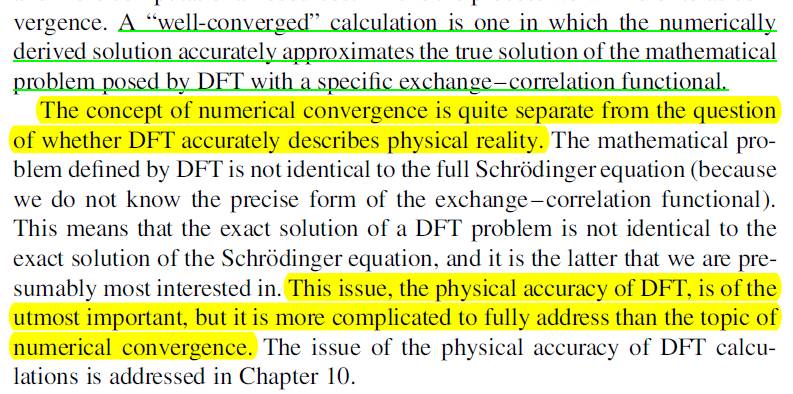 vergence. A “well-converged” calculation is one in which the numerically
derived solution accurately approximates the true solution of the mathematical
problem posed by DFT with a specific exchange–correlation functional.
The concept of numerical convergence is quite separate from the question
of whether DFT accurately describes physical reality. The mathematical pro-
blem defined by DFT is not identical to the full Schrödinger equation (because
we do not know the precise form of the exchange–correlation functional).
This means that the exact solution of a DFT problem is not identical to the
exact solution of the Schrödinger equation, and it is the latter that we are pre-
sumably most interested in. This issue, the physical accuracy of DFT, is of the
utmost important, but it is more complicated to fully address than the topic of
numerical convergence. The issue of the physical accuracy of DFT calcu-
lations is addressed in Chapter 10.